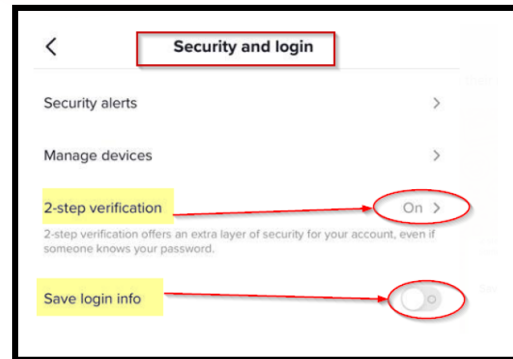 Security and login
Security alerts
Manage devices
2-step verification
On
2-step verification offers an extra layer of security for your account, even if
someone knows your password.
Save login info